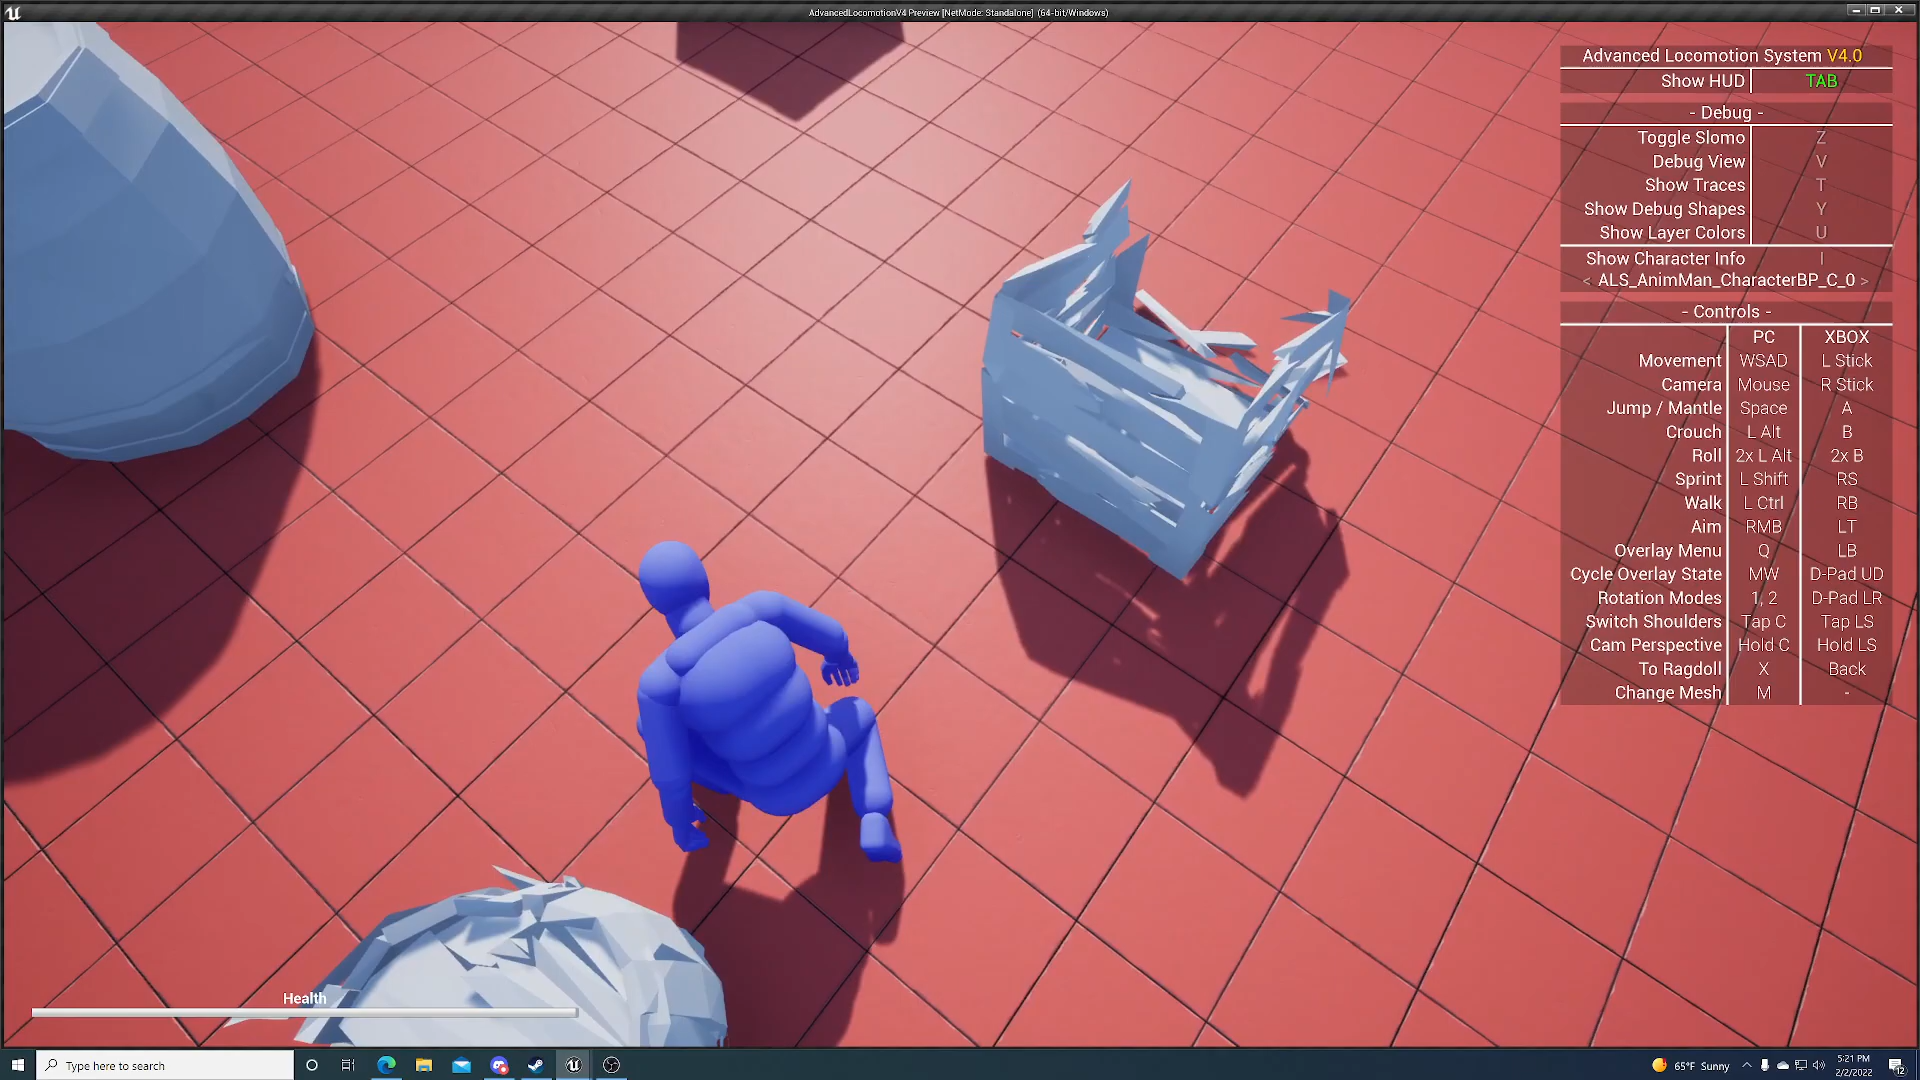 AdvancedLocomotionV4 Preview [NetMode: Standalone] (64-bit/Windows)
Advanced Locomotion System V4.0
Show HUD TAB
- Debug -
Toggle Slomo Z
Debug View V
Show Traces T
Show Debug Shapes Y
Show Layer Colors U
Show Character Info I
< ALS_AnimMan_CharacterBP_C_0 >
- Controls -
PC XBOX
Movement WSAD L Stick
Camera Mouse R Stick
Jump / Mantle Space A
Crouch L Alt B
Roll 2x L Alt 2x B
Sprint L Shift RS
Walk L Ctrl RB
Aim RMB LT
Overlay Menu Q LB
Cycle Overlay State MW D-Pad UD
Rotation Modes 1, 2 D-Pad LR
Switch Shoulders Tap C Tap LS
Cam Perspective Hold C Hold LS
To Ragdoll X Back
Change Mesh M -
Health
Type here to search
65°F Sunny
5:21 PM
2/2/2022
12